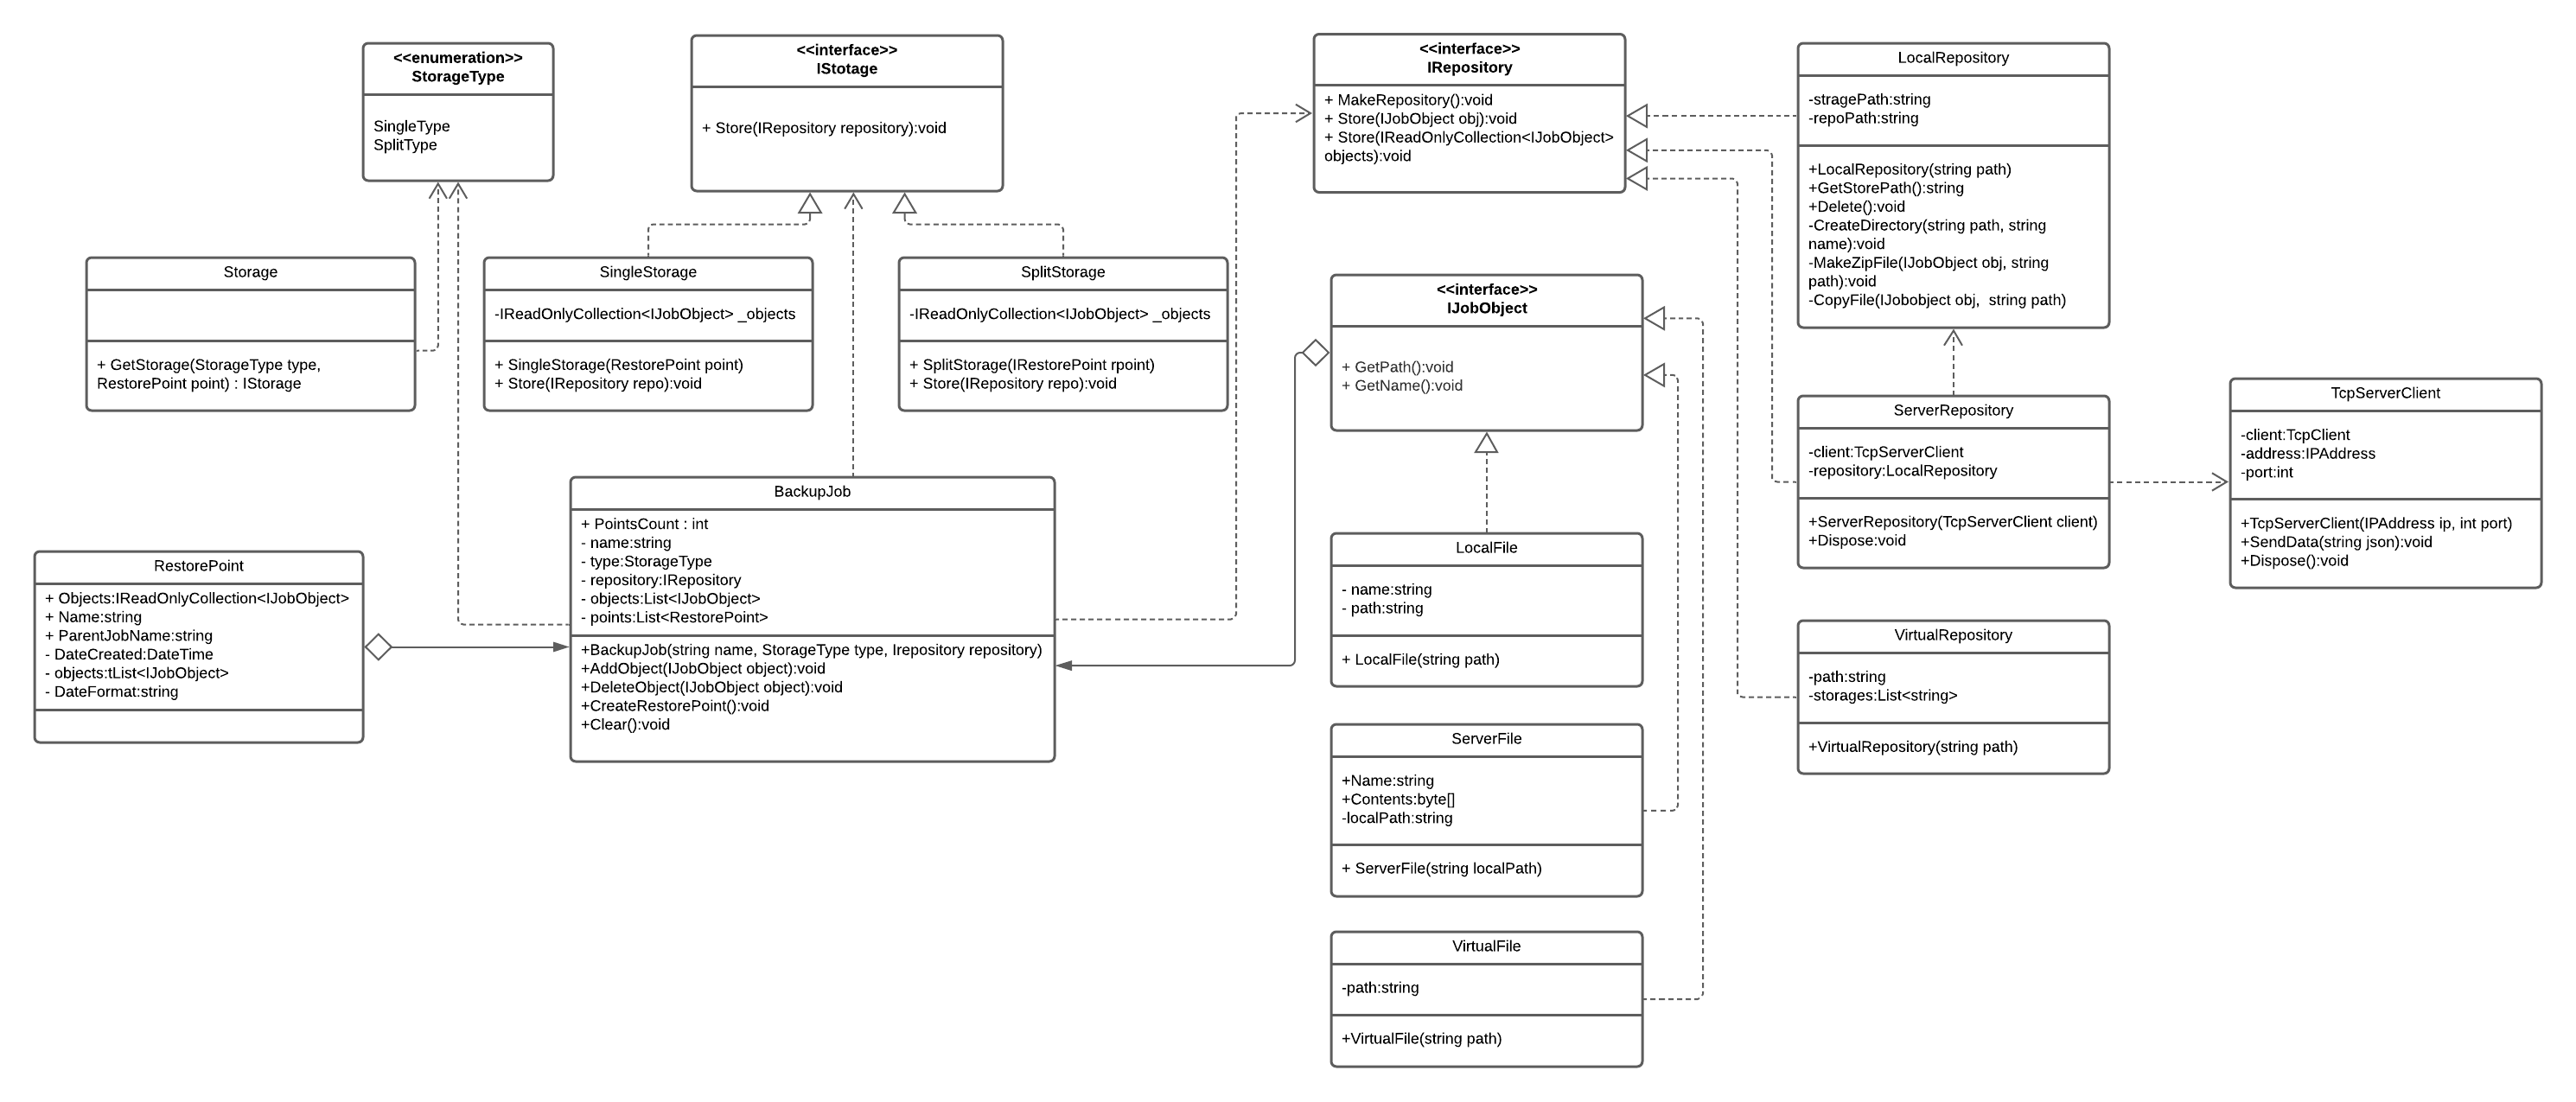 <<enumeration>>
StorageType
SingleType
SplitType
<<interface>>
IStotage
+ Store(IRepository repository):void
<<interface>>
IRepository
+ MakeRepository():void
+ Store(IJobObject obj):void
+ Store(IReadOnlyCollection<IJobObject>
objects):void
LocalRepository
-stragePath:string
-repoPath:string
+LocalRepository(string path)
+GetStorePath():string
+Delete():void
-CreateDirectory(string path, string
name):void
-MakeZipFile(IJobObject obj, string
path):void
-CopyFile(IJobobject obj,  string path)
Storage
+ GetStorage(StorageType type,
RestorePoint point) : IStorage
SingleStorage
-IReadOnlyCollection<IJobObject> _objects
+ SingleStorage(RestorePoint point)
+ Store(IRepository repo):void
SplitStorage
-IReadOnlyCollection<IJobObject> _objects
+ SplitStorage(IRestorePoint rpoint)
+ Store(IRepository repo):void
<<interface>>
IJobObject
+ GetPath():void
+ GetName():void
ServerRepository
-client:TcpServerClient
-repository:LocalRepository
+ServerRepository(TcpServerClient client)
+Dispose:void
TcpServerClient
-client:TcpClient
-address:IPAddress
-port:int
+TcpServerClient(IPAddress ip, int port)
+SendData(string json):void
+Dispose():void
RestorePoint
+ Objects:IReadOnlyCollection<IJobObject>
+ Name:string
+ ParentJobName:string
- DateCreated:DateTime
- objects:tList<IJobObject>
- DateFormat:string
BackupJob
+ PointsCount : int
- name:string
- type:StorageType
- repository:IRepository
- objects:List<IJobObject>
- points:List<RestorePoint>
+BackupJob(string name, StorageType type, Irepository repository)
+AddObject(IJobObject object):void
+DeleteObject(IJobObject object):void
+CreateRestorePoint():void
+Clear():void
LocalFile
- name:string
- path:string
+ LocalFile(string path)
VirtualRepository
-path:string
-storages:List<string>
+VirtualRepository(string path)
ServerFile
+Name:string
+Contents:byte[]
-localPath:string
+ ServerFile(string localPath)
VirtualFile
-path:string
+VirtualFile(string path)